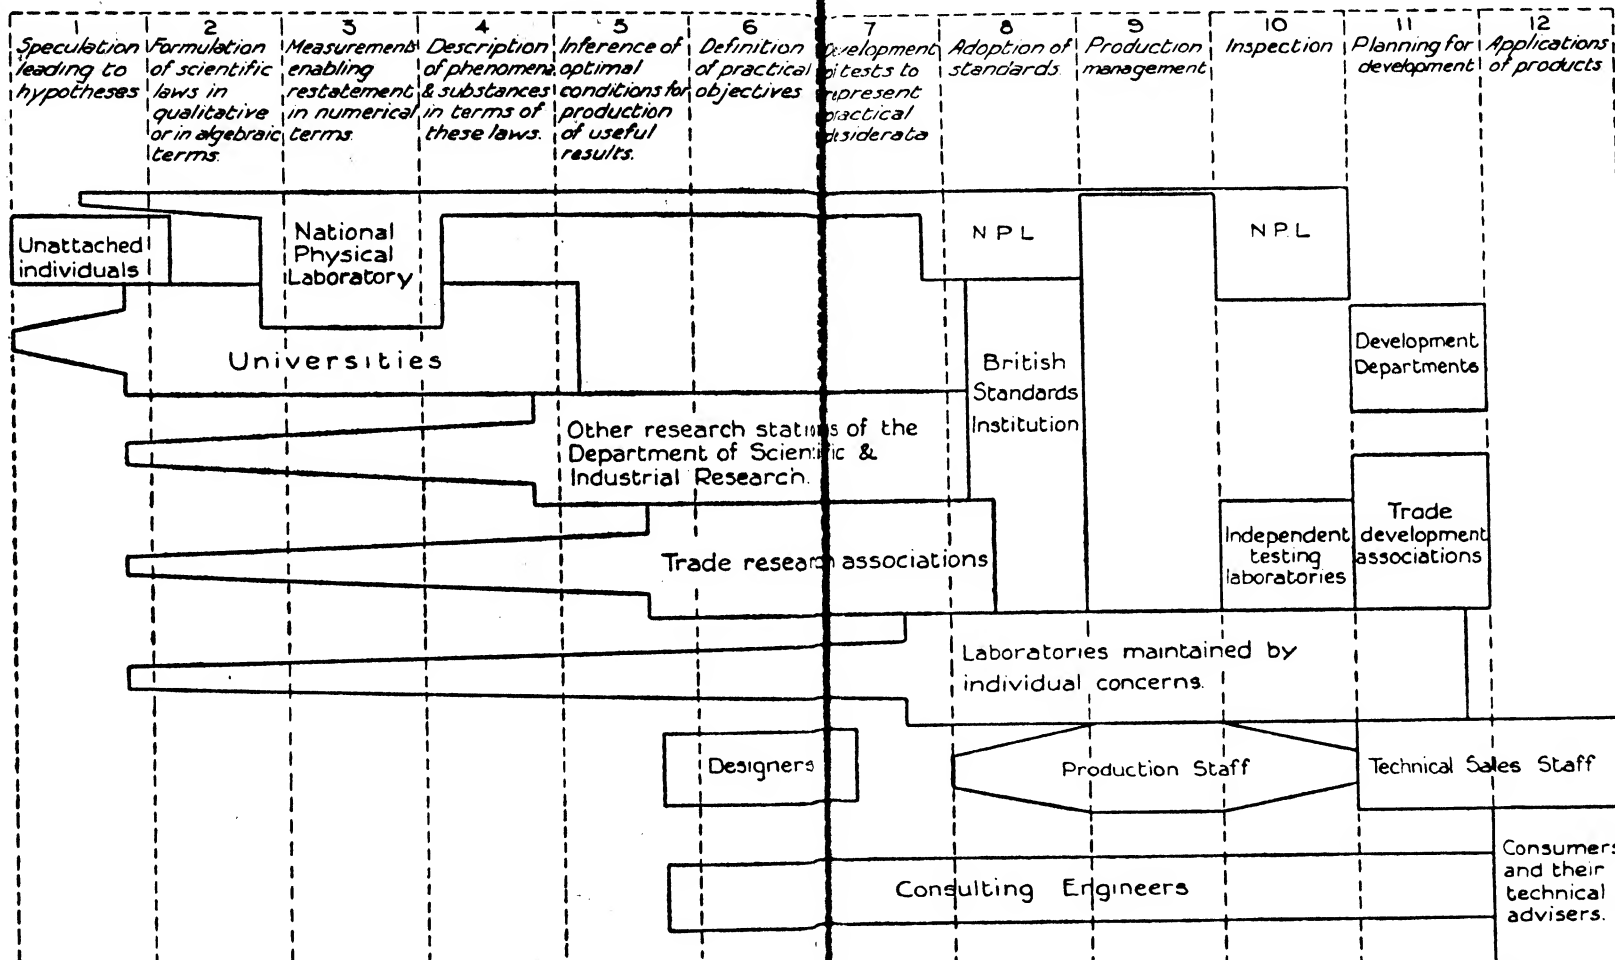 1
Speculation
leading to
hypotheses
2
Formulation
of scientific
laws in
qualitative
or in algebraic
terms.
3
Measurements
enabling
restatement
in numerical
terms.
4
Description
of phenomena
& substances
in terms of
these laws.
5
Inference of
optimal
conditions for
production
of useful
results.
6
Definition
of practical
objectives
7
tests to
8
Adoption of
standards.
9
Production
management
10
Inspection
11
Planning for
development
12
Applications
of products
Unattached
individuals
National
Physical
Laboratory
NPL
NPL
Universities
British
Standards
Institution
Development
Departments
Other research stations of the
Department of Scientific &
Industrial Research.
Trade research associations
Independent
testing
laboratories
Trade
development
associations
Laboratories maintained by
individual concerns.
Designers
Production Staff
Technical Sales Staff
Consulting Engineers
Consumers
and their
technical
advisers.